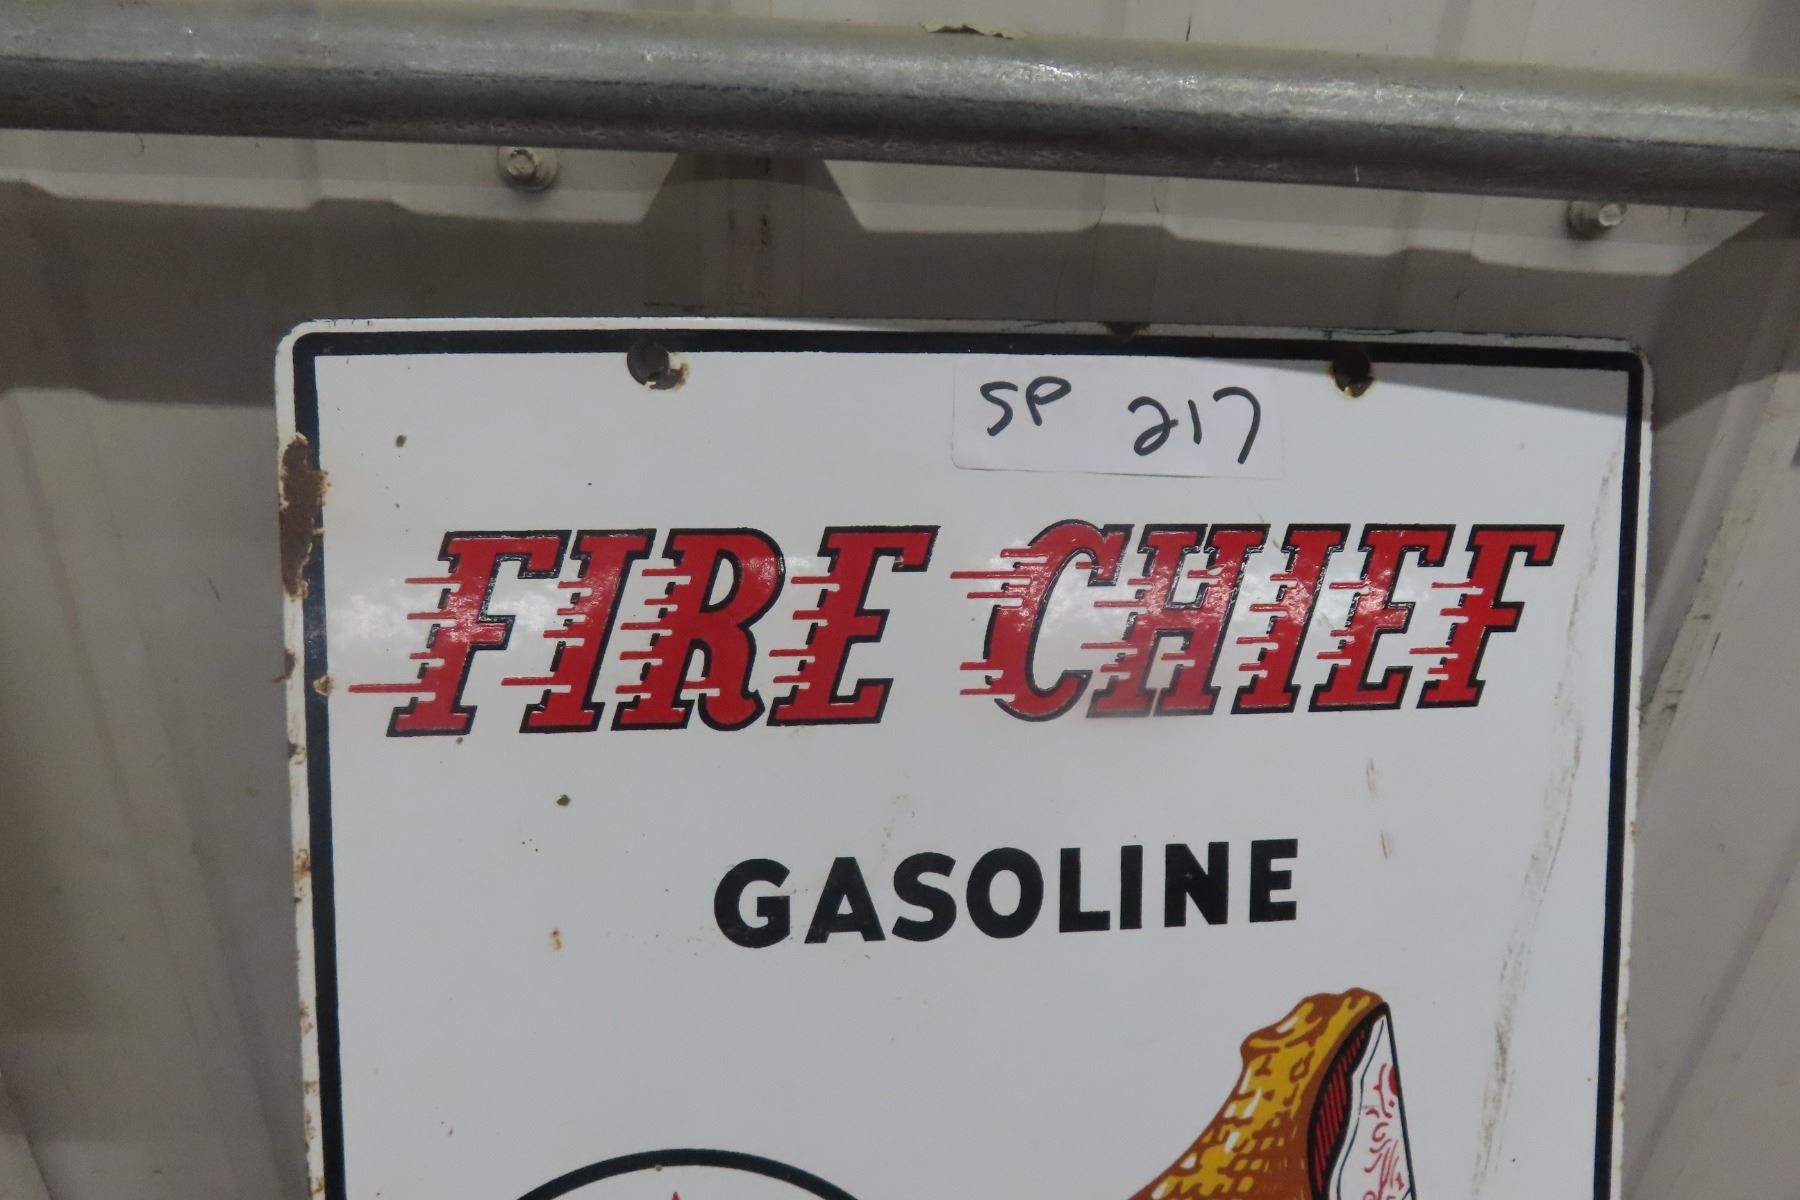 SP 217
FIRE CHIEF
GASOLINE